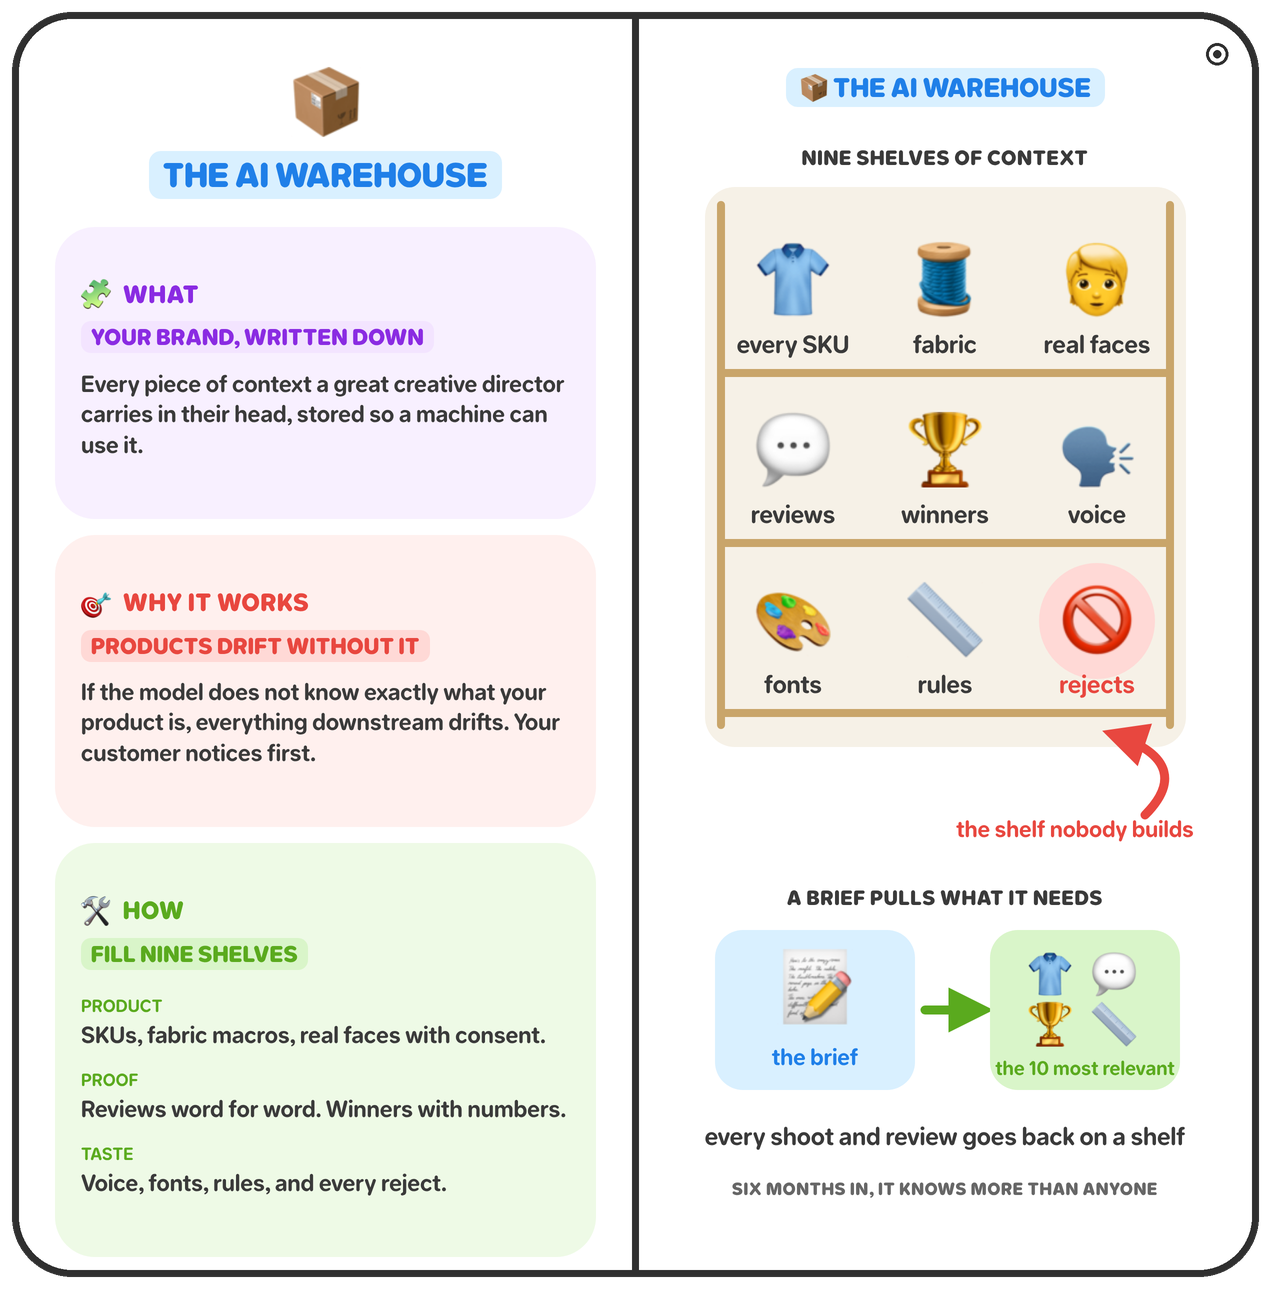 THE AI WAREHOUSE
WHAT
YOUR BRAND, WRITTEN DOWN
Every piece of context a great creative director
carries in their head, stored so a machine can
use it.
WHY IT WORKS
PRODUCTS DRIFT WITHOUT IT
If the model does not know exactly what your
product is, everything downstream drifts. Your
customer notices first.
HOW
FILL NINE SHELVES
PRODUCT
SKUs, fabric macros, real faces with consent.
PROOF
Reviews word for word. Winners with numbers.
TASTE
Voice, fonts, rules, and every reject.
THE AI WAREHOUSE
NINE SHELVES OF CONTEXT
every SKU fabric real faces
reviews winners voice
fonts rules rejects
the shelf nobody builds
A BRIEF PULLS WHAT IT NEEDS
the brief
the 10 most relevant
every shoot and review goes back on a shelf
SIX MONTHS IN, IT KNOWS MORE THAN ANYONE